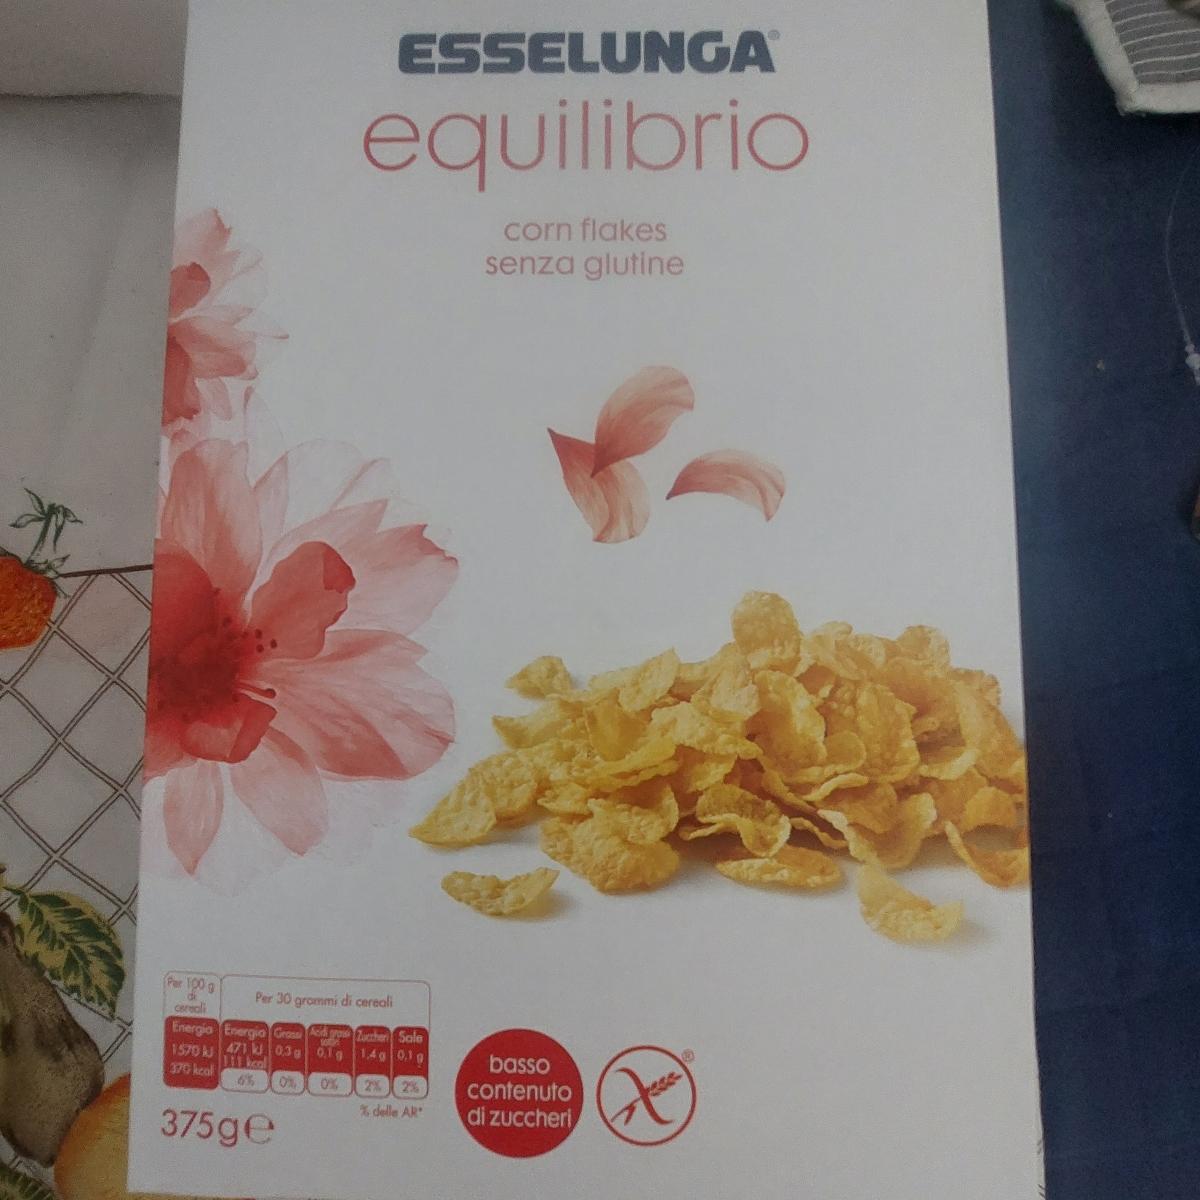 ESSELUNGA®
equilibrio
corn flakes
senza glutine
Per 100 g
di
cereali
Per 30 grammi di cereali
Energia
1570 kJ
370 kcal
Energia
471 kJ
111 kcal
6%
Grassi
0,3 g
0%
Acidi grassi
saturi
0,1 g
0%
Zuccheri
1,4 g
2%
Sale
0,1 g
2%
% delle AR*
375g℮
basso
contenuto
di zuccheri
®